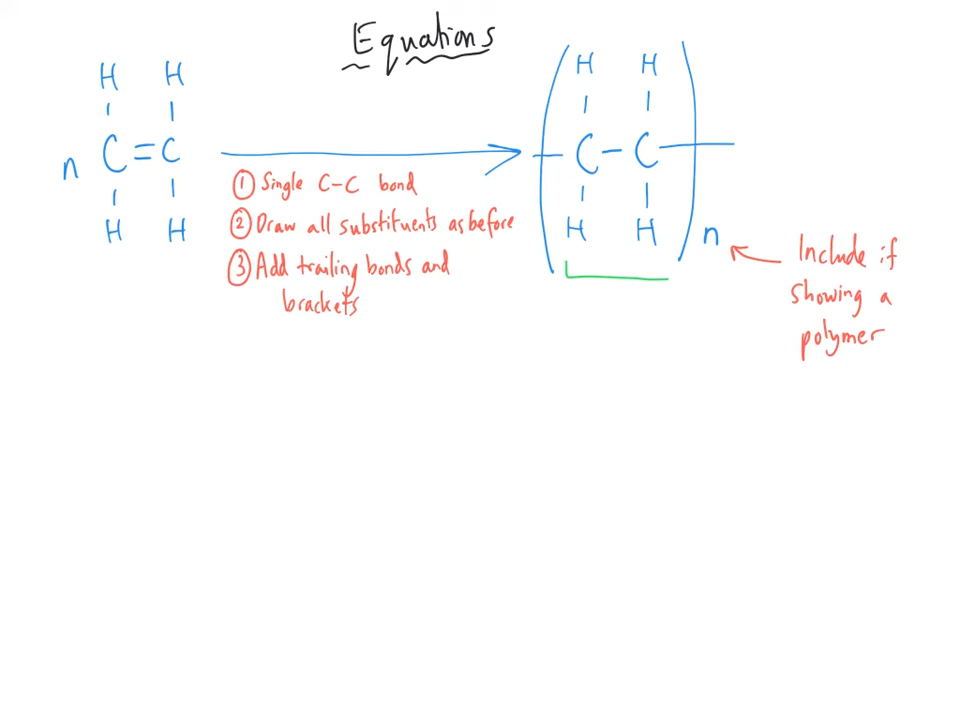 Equations
H H
n C = C
H H
① Single C-C bond
② Draw all substituents as before
③ Add trailing bonds and
brackets
H H
C - C
H H n
Include if
showing a
polymer